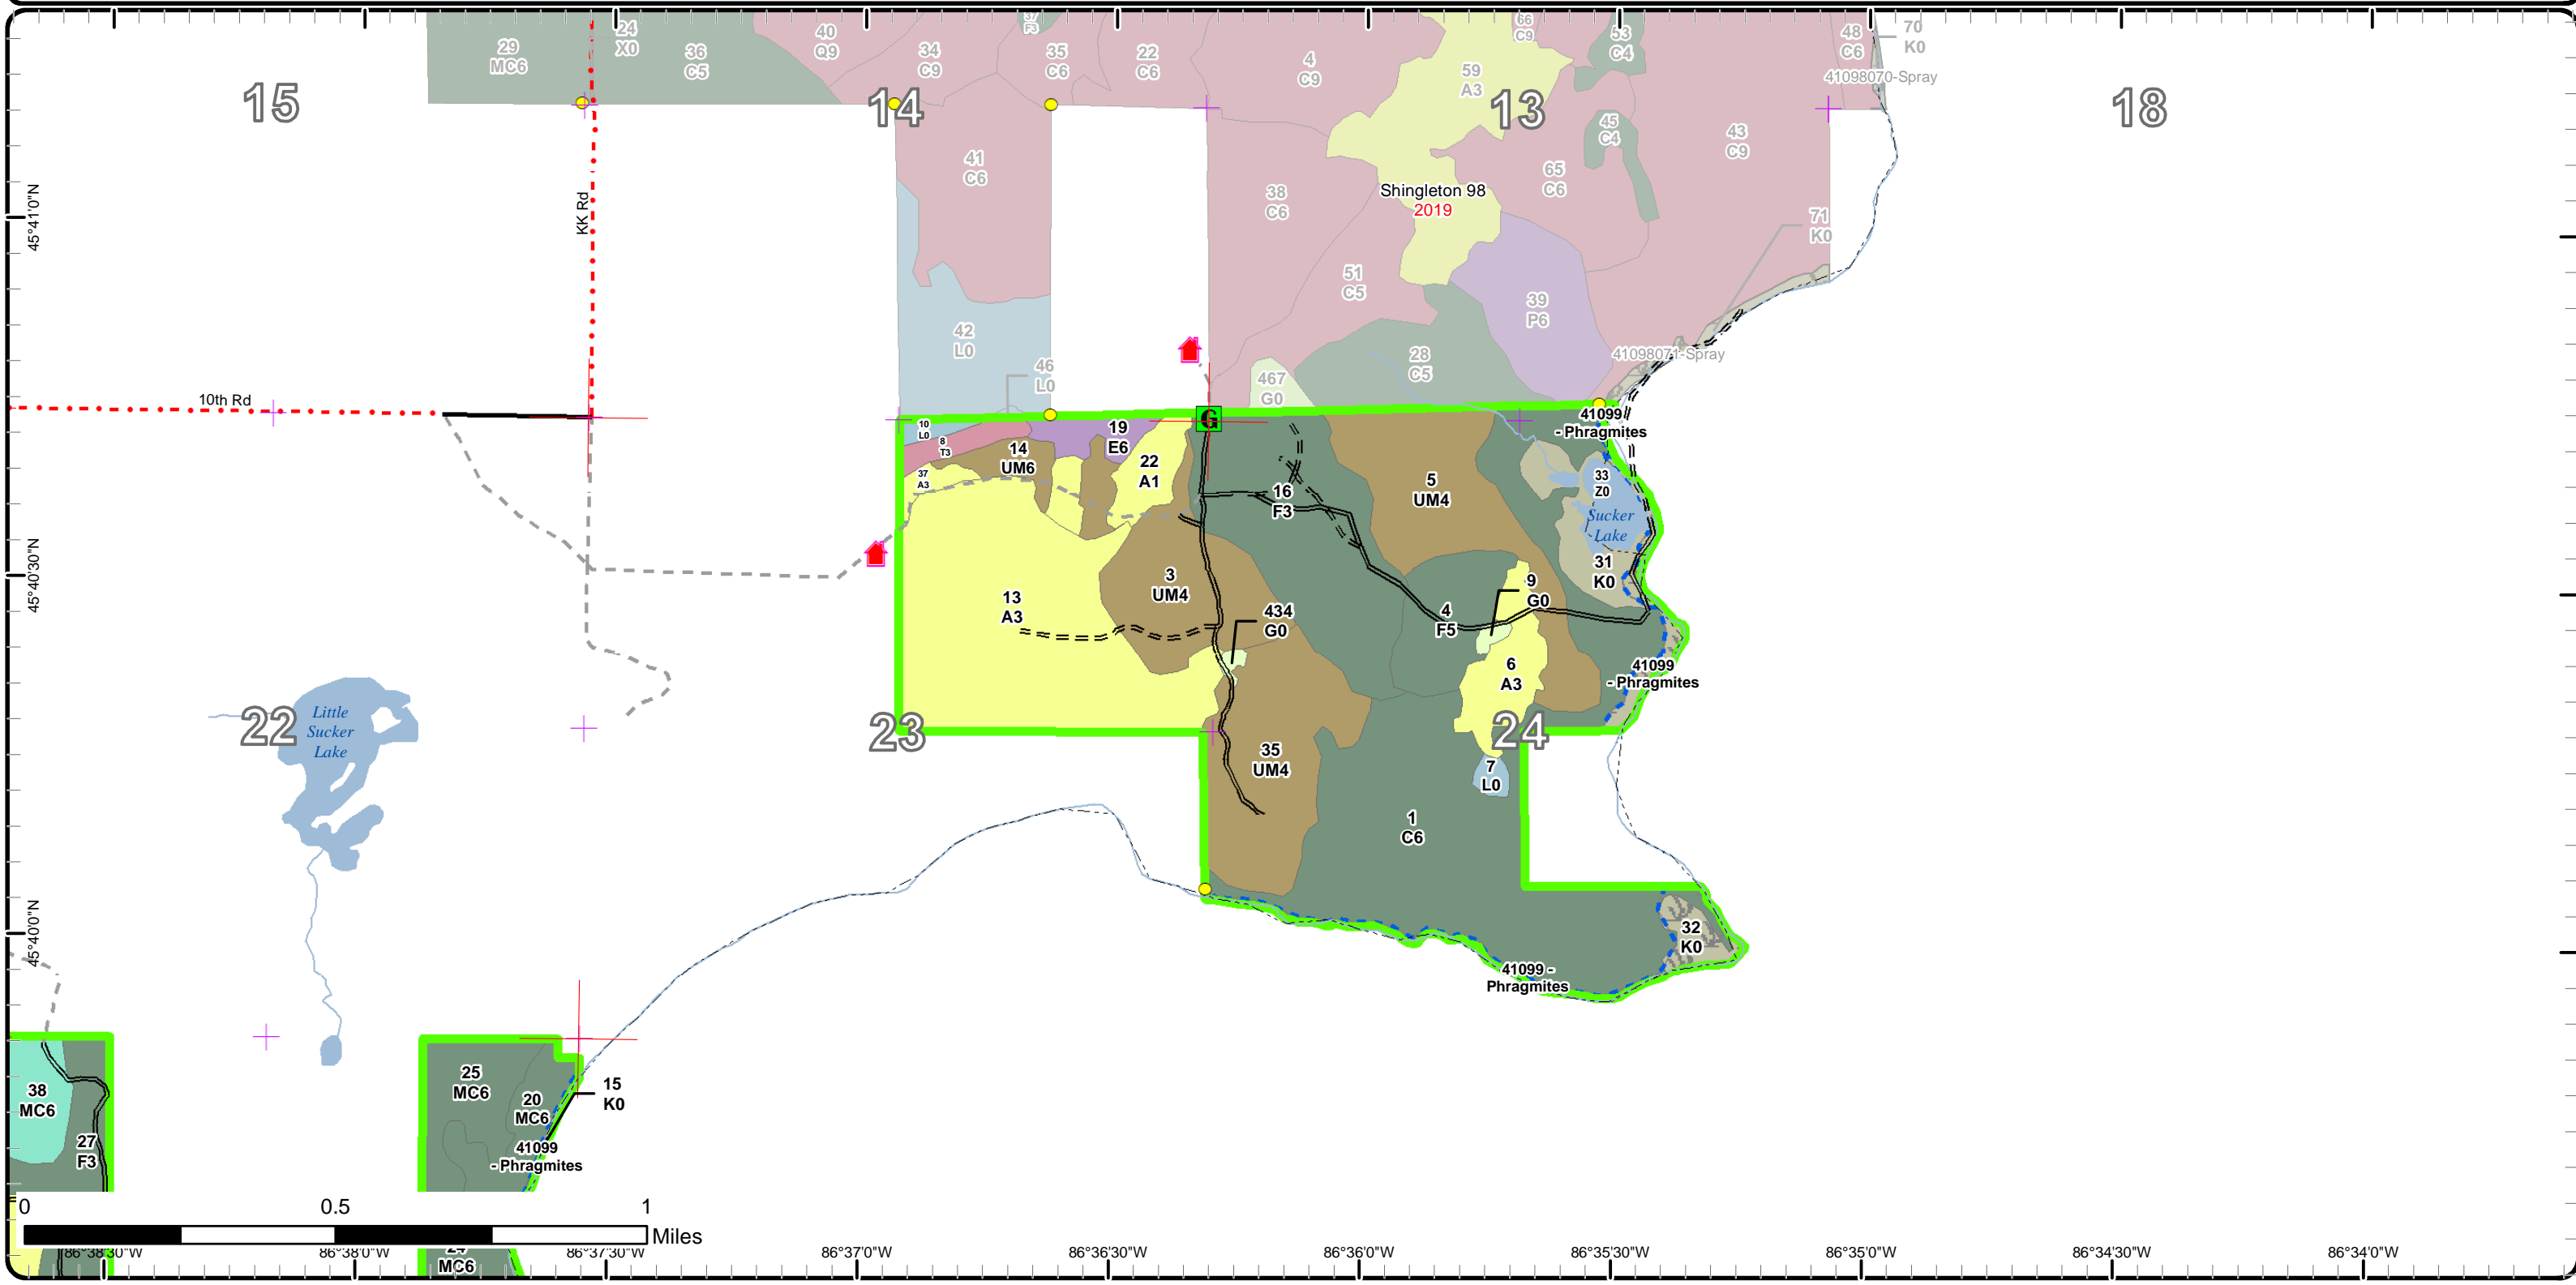 29
MC6
24
X0
36
C5
40
Q9
34
C9
37
F3
35
C6
22
C6
4
C9
59
A3
66
C9
53
C4
48
C6
70
K0
41098070-Spray
15
14
13
18
41
C6
38
C6
45
C4
65
C6
43
C9
45°41'0"N
KK Rd
Shingleton 98
2019
71
K0
51
C5
39
P6
42
L0
46
L0
28
C5
41098071-Spray
467
G0
10th Rd
G
41099
- Phragmites
10
L0
8
T3
19
E6
14
UM6
22
A1
37
A3
5
UM4
16
F3
33
Z0
Sucker
Lake
31
K0
45°40'30"N
3
UM4
13
A3
434
G0
9
G0
4
F5
6
A3
41099
- Phragmites
22
Little
Sucker
Lake
23
24
35
UM4
7
L0
1
C6
32
K0
45°40'0"N
41099 -
Phragmites
38
MC6
27
F3
25
MC6
20
MC6
15
K0
41099
- Phragmites
0 0.5 1
Miles
24
MC6
86°38'30"W 86°38'0"W 86°37'30"W 86°37'0"W 86°36'30"W 86°36'0"W 86°35'30"W 86°35'0"W 86°34'30"W 86°34'0"W